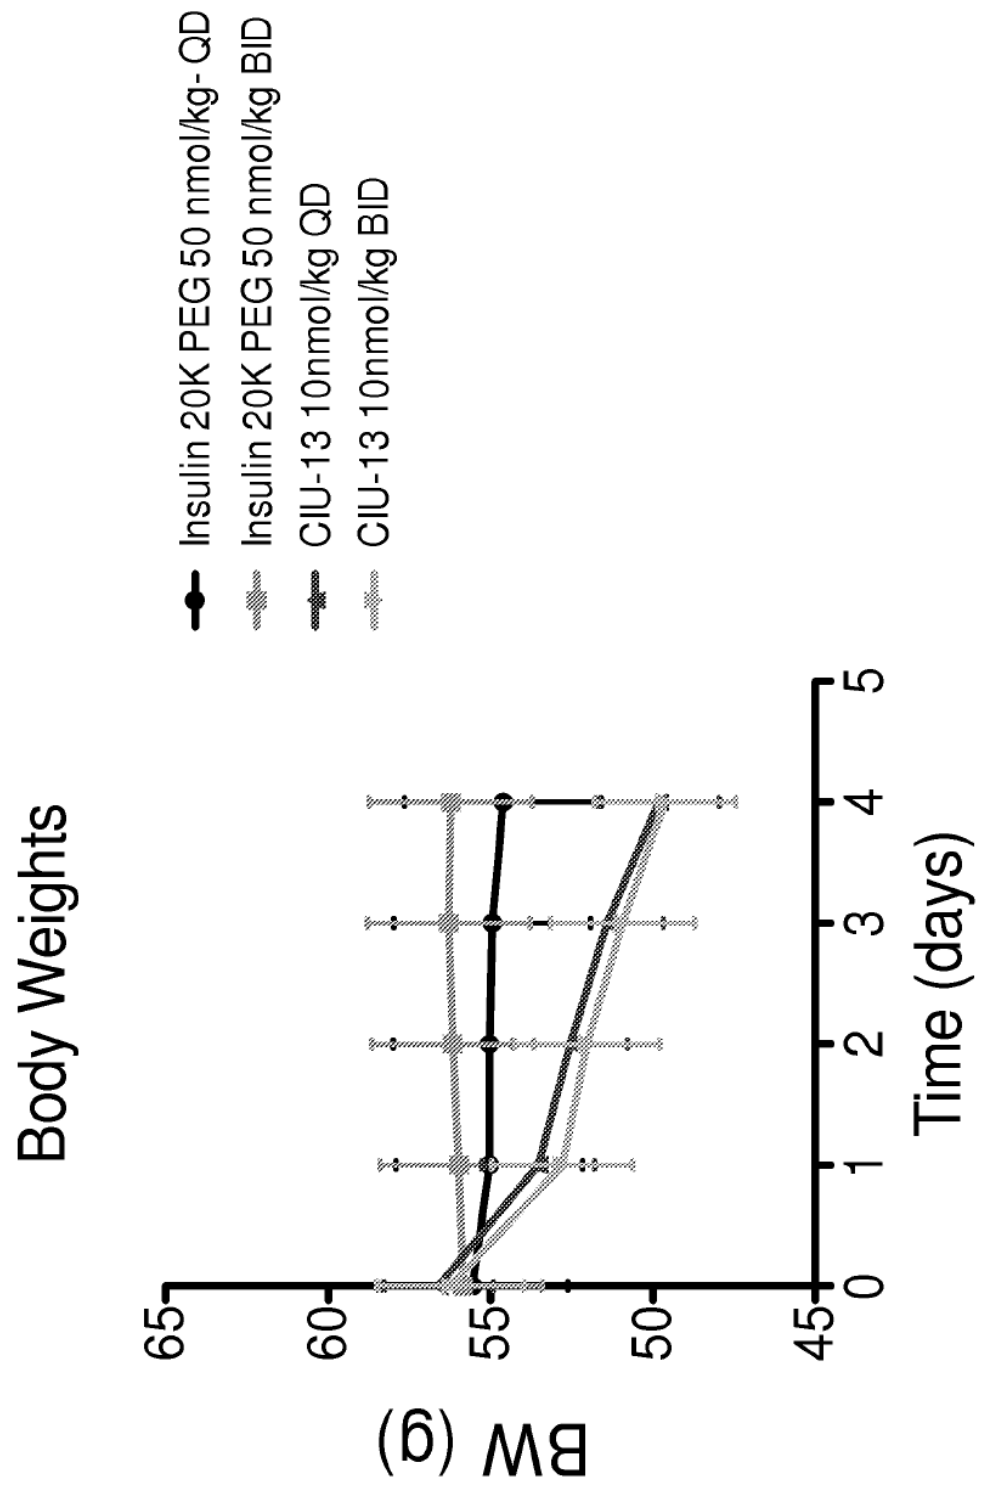 Body Weights
Insulin 20K PEG 50 nmol/kg- QD
Insulin 20K PEG 50 nmol/kg BID
CIU-13 10nmol/kg QD
CIU-13 10nmol/kg BID
BW (g)
65
60
55
50
45
0 1 2 3 4 5
Time (days)